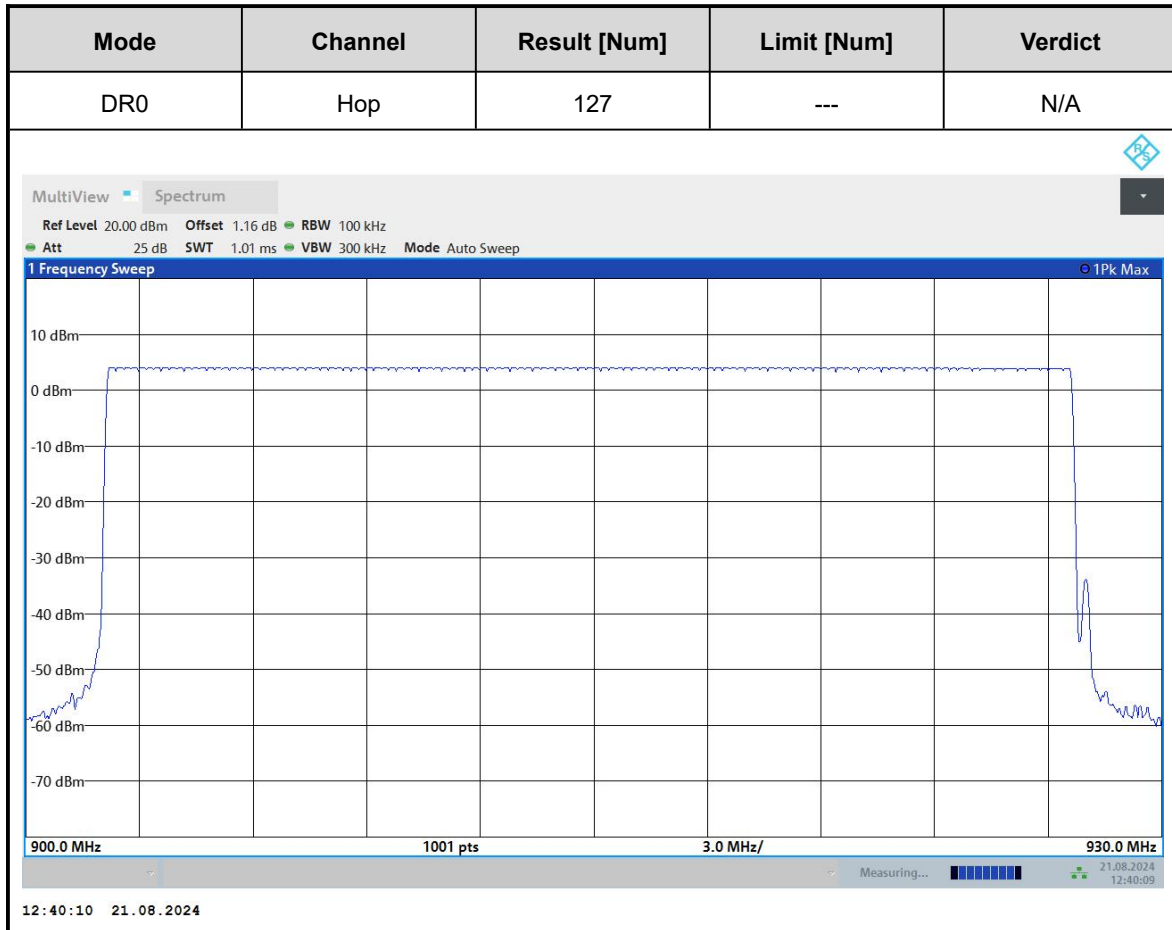 Mode Channel Result [Num] Limit [Num] Verdict
DR0 Hop 127 --- N/A
R S
MultiView Spectrum
Ref Level 20.00 dBm Offset 1.16 dB RBW 100 kHz
Att 25 dB SWT 1.01 ms VBW 300 kHz Mode Auto Sweep
1 Frequency Sweep 1Pk Max
10 dBm
0 dBm
-10 dBm
-20 dBm
-30 dBm
-40 dBm
-50 dBm
-60 dBm
-70 dBm
900.0 MHz 1001 pts 3.0 MHz/ 930.0 MHz
Measuring... 21.08.2024
12:40:09
12:40:10 21.08.2024